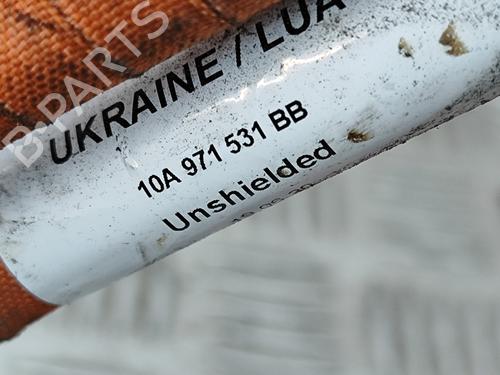 UKRAINE / LUA
10A 971 531 BB
Unshielded
B-PARTS